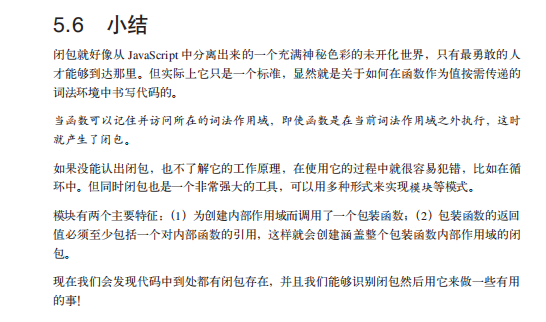 5.6 小结
闭包就好像从 JavaScript 中分离出来的一个充满神秘色彩的未开化世界，只有最勇敢的人
才能够到达那里。但实际上它只是一个标准，显然就是关于如何在函数作为值按需传递的
词法环境中书写代码的。
当函数可以记住并访问所在的词法作用域，即使函数是在当前词法作用域之外执行，这时
就产生了闭包。
如果没能认出闭包，也不了解它的工作原理，在使用它的过程中就很容易犯错，比如在循
环中。但同时闭包也是一个非常强大的工具，可以用多种形式来实现模块等模式。
模块有两个主要特征：（1）为创建内部作用域而调用了一个包装函数；（2）包装函数的返回
值必须至少包括一个对内部函数的引用，这样就会创建涵盖整个包装函数内部作用域的闭
包。
现在我们会发现代码中到处都有闭包存在，并且我们能够识别闭包然后用它来做一些有用
的事！